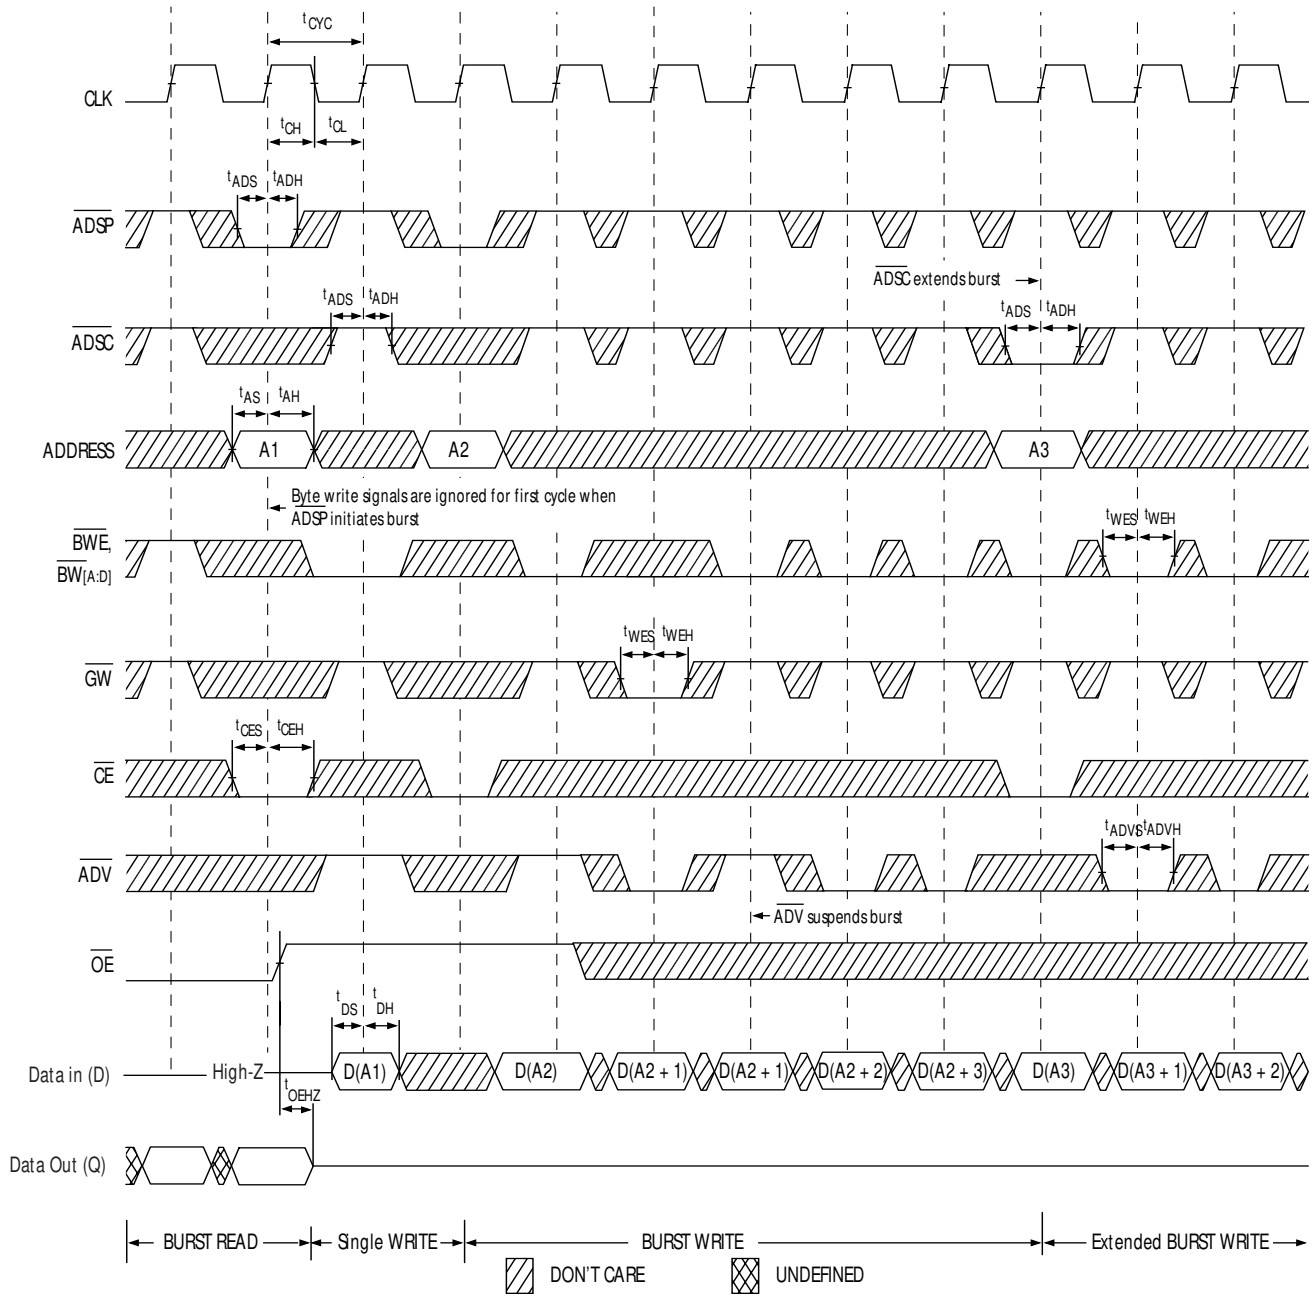 tCYC
CLK
tCH
tCL
tADS
tADH
ADSP
ADSC extends burst
tADS
tADH
tADS
tADH
ADSC
tAS
tAH
ADDRESS
A1
A2
A3
Byte write signals are ignored for first cycle when
ADSP initiates burst
BWE,
BW[A:D]
tWES
tWEH
tWES
tWEH
GW
tCES
tCEH
CE
tADVS
tADVH
ADV
ADV suspends burst
OE
tDS
tDH
Data in (D)
High-Z
D(A1)
D(A2)
D(A2 + 1)
D(A2 + 1)
D(A2 + 2)
D(A2 + 3)
D(A3)
D(A3 + 1)
D(A3 + 2)
tOEHZ
Data Out (Q)
BURST READ
Single WRITE
BURST WRITE
Extended BURST WRITE
DON'T CARE
UNDEFINED